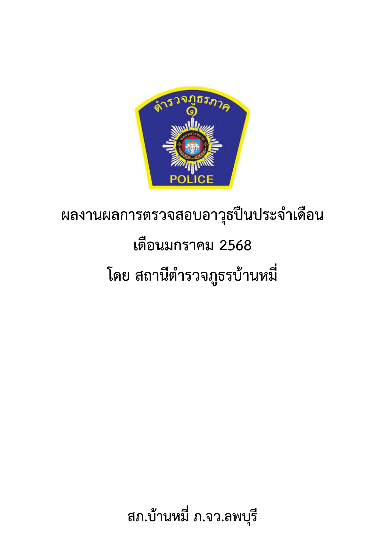 ตำรวจภูธรภาค
๑
POLICE
ผลงานผลการตรวจสอบอาวุธปืนประจำเดือน
เดือนมกราคม 2568
โดย สถานีตำรวจภูธรบ้านหมี่
สภ.บ้านหมี่ ภ.จว.ลพบุรี